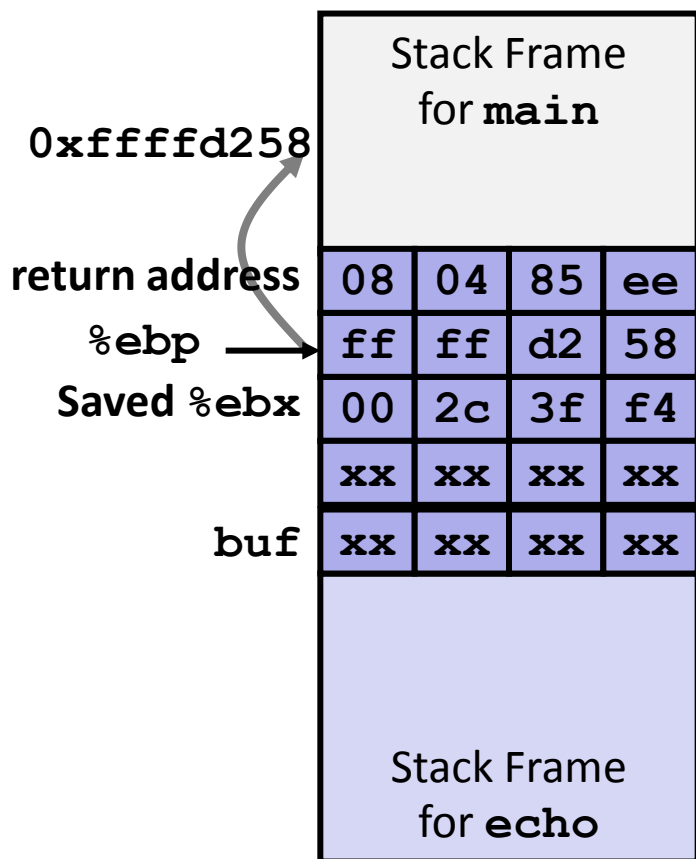 Stack Frame
for main
0xffffd258
return address 08 04 85 ee
%ebp ff ff d2 58
Saved %ebx 00 2c 3f f4
xx xx xx xx
buf xx xx xx xx
Stack Frame
for echo